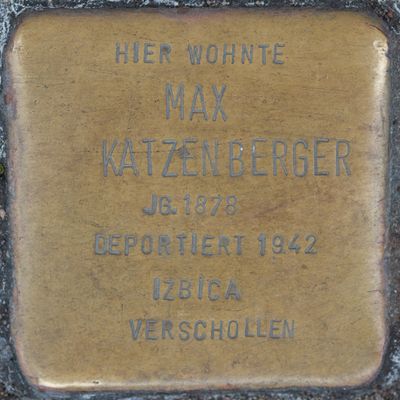 HIER WOHNTE
MAX
KATZENBERGER
JG. 1878
DEPORTIERT 1942
IZBICA
VERSCHOLLEN